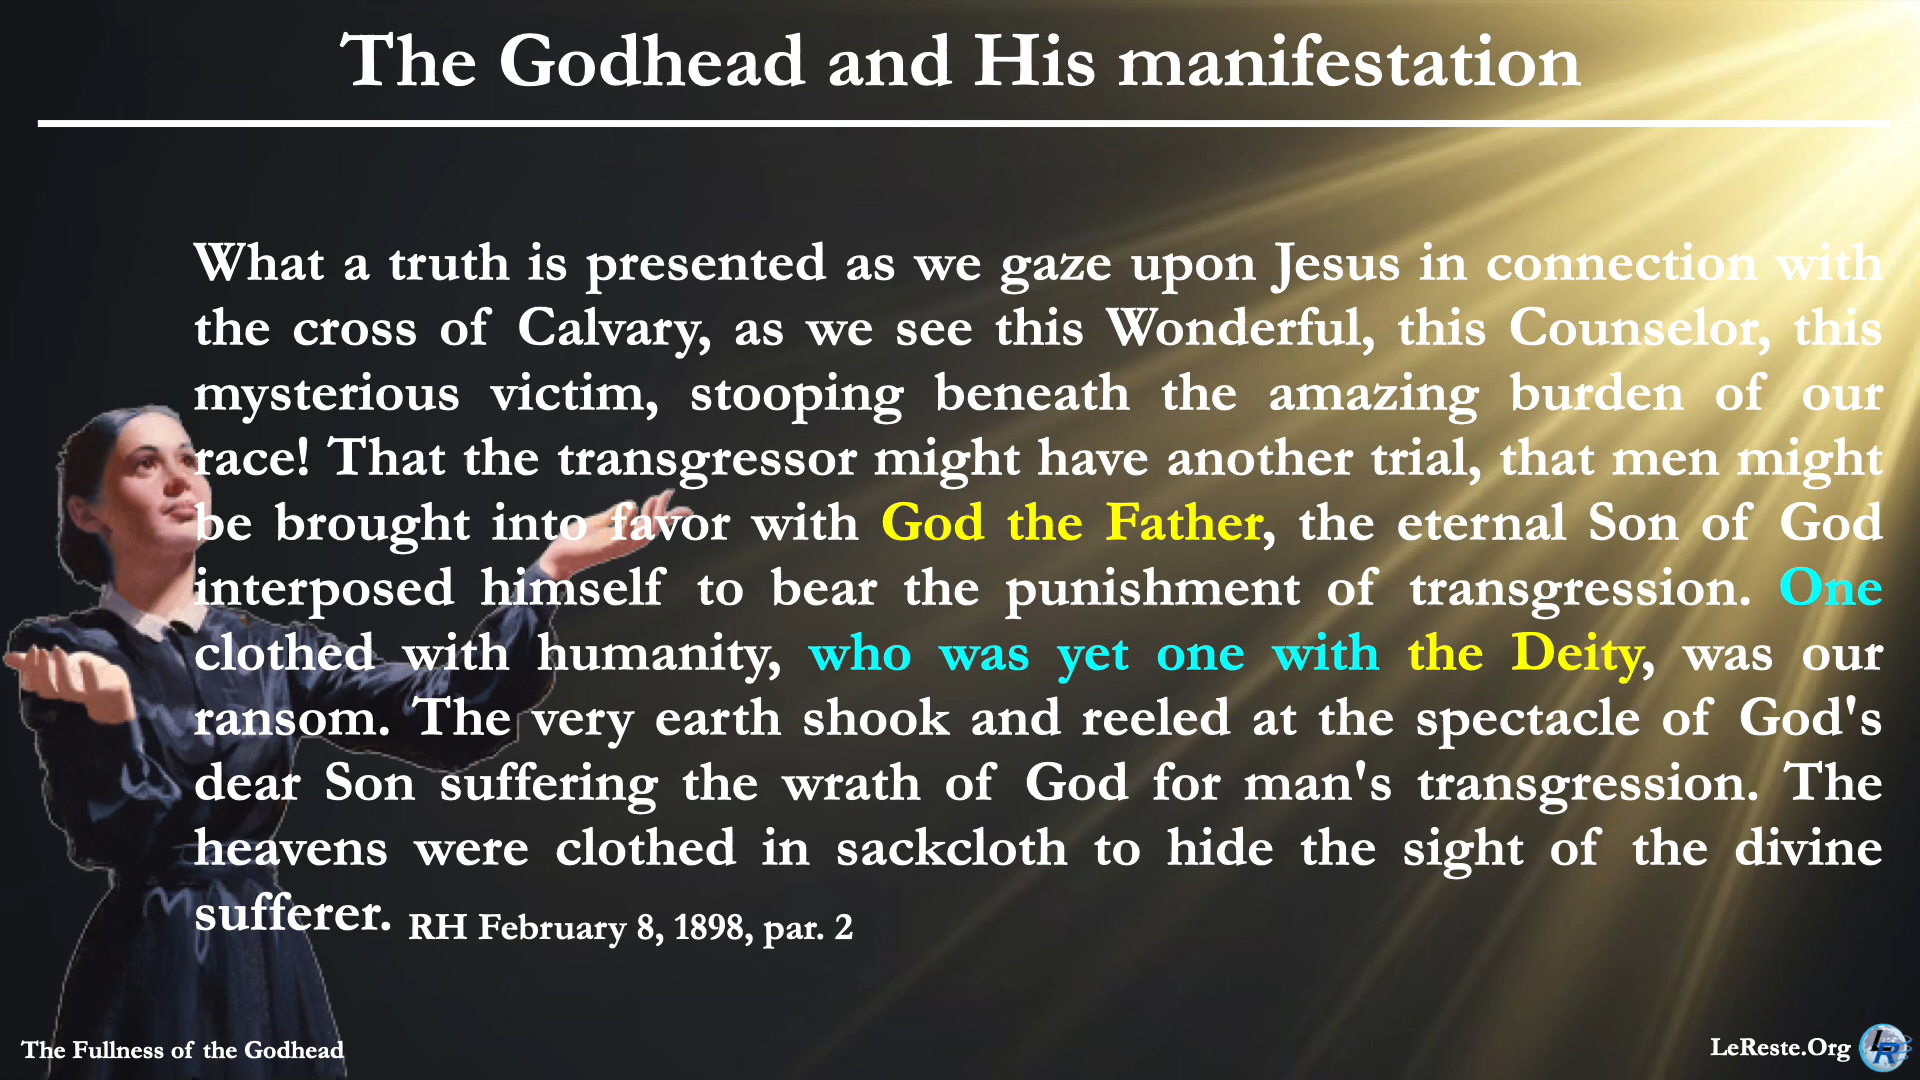 The Godhead and His manifestation
What a truth is presented as we gaze upon Jesus in connection with
the cross of Calvary, as we see this Wonderful, this Counselor, this
mysterious victim, stooping beneath the amazing burden of our
race! That the transgressor might have another trial, that men might
be brought into favor with God the Father, the eternal Son of God
interposed himself to bear the punishment of transgression. One
clothed with humanity, who was yet one with the Deity, was our
ransom. The very earth shook and reeled at the spectacle of God's
dear Son suffering the wrath of God for man's transgression. The
heavens were clothed in sackcloth to hide the sight of the divine
sufferer. RH February 8, 1898, par. 2
The Fullness of the Godhead
LeReste.Org
LR